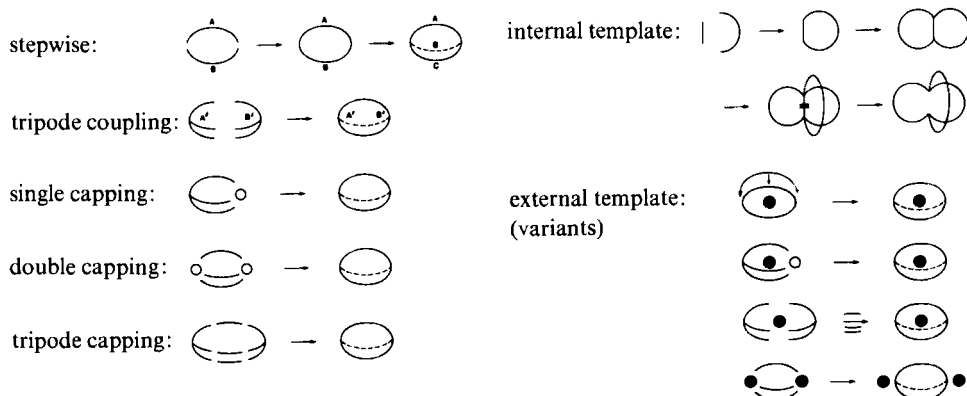 stepwise:
A
B
A
B
A
B
C
tripode coupling:
A'
B'
A'
B'
single capping:
double capping:
tripode capping:
internal template:
external template:
(variants)